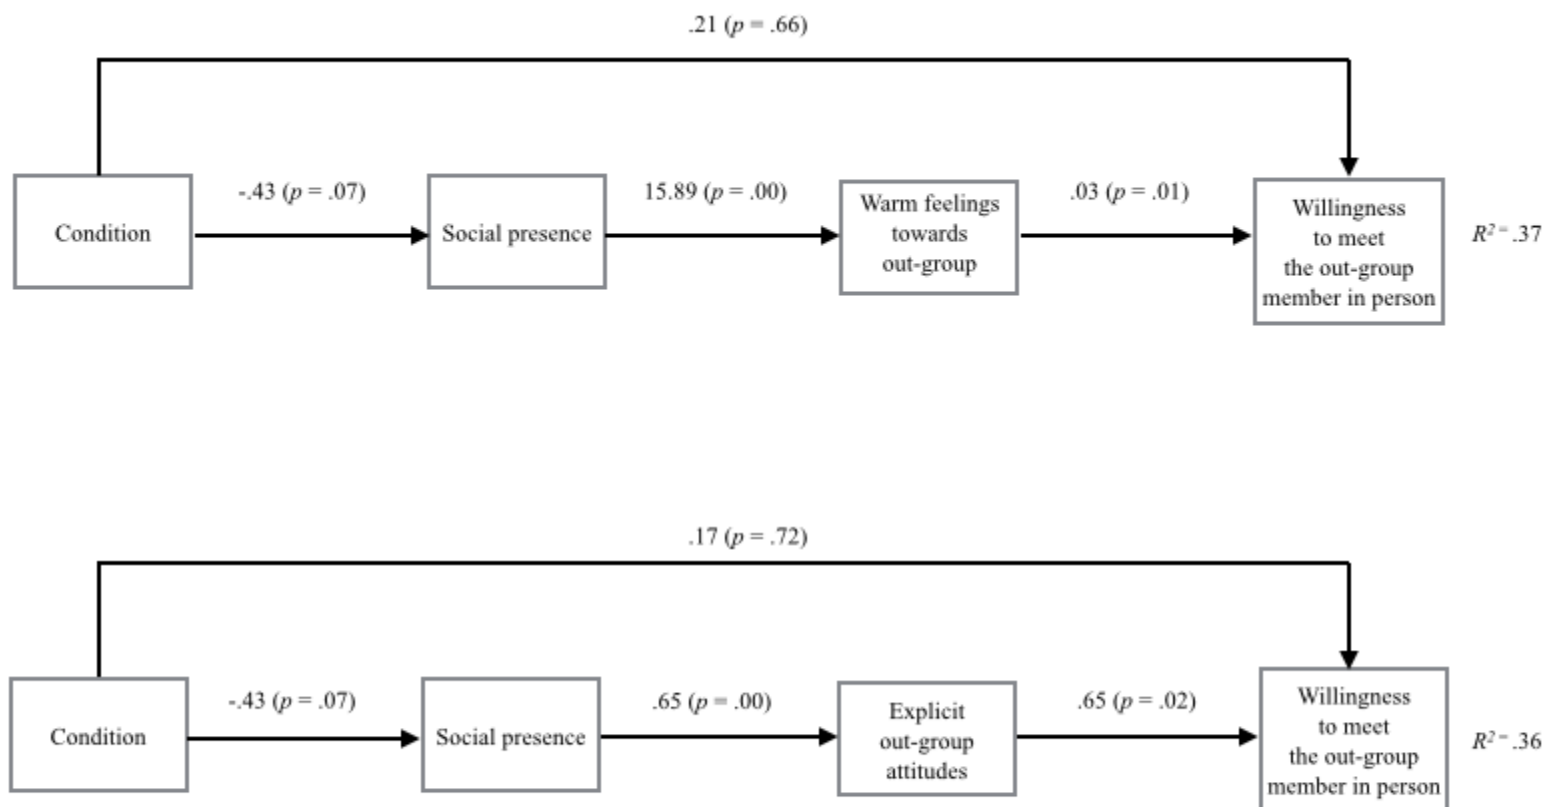 .21 (p = .66)
-.43 (p = .07)
15.89 (p = .00)
.03 (p = .01)
Condition
Social presence
Warm feelings
towards
out-group
Willingness
to meet
the out-group
member in person
R² = .37
.17 (p = .72)
-.43 (p = .07)
.65 (p = .00)
.65 (p = .02)
Condition
Social presence
Explicit
out-group
attitudes
Willingness
to meet
the out-group
member in person
R² = .36